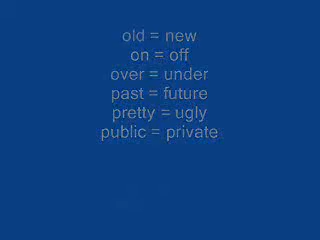 old = new
on = off
over = under
past = future
pretty = ugly
public = private